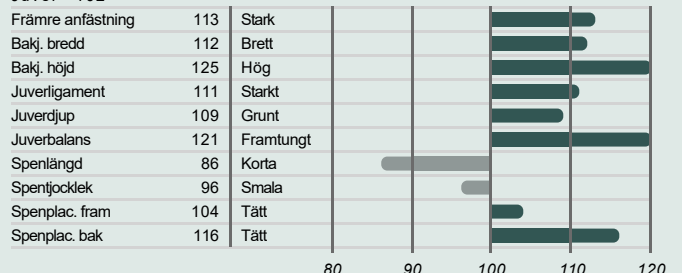 Främre anfästning 113 Stark
Bakj. bredd 112 Brett
Bakj. höjd 125 Hög
Juverligament 111 Starkt
Juverdjup 109 Grunt
Juverbalans 121 Framtungt
Spenlängd 86 Korta
Spentjocklek 96 Smala
Spenplac. fram 104 Tätt
Spenplac. bak 116 Tätt
80 90 100 110 120